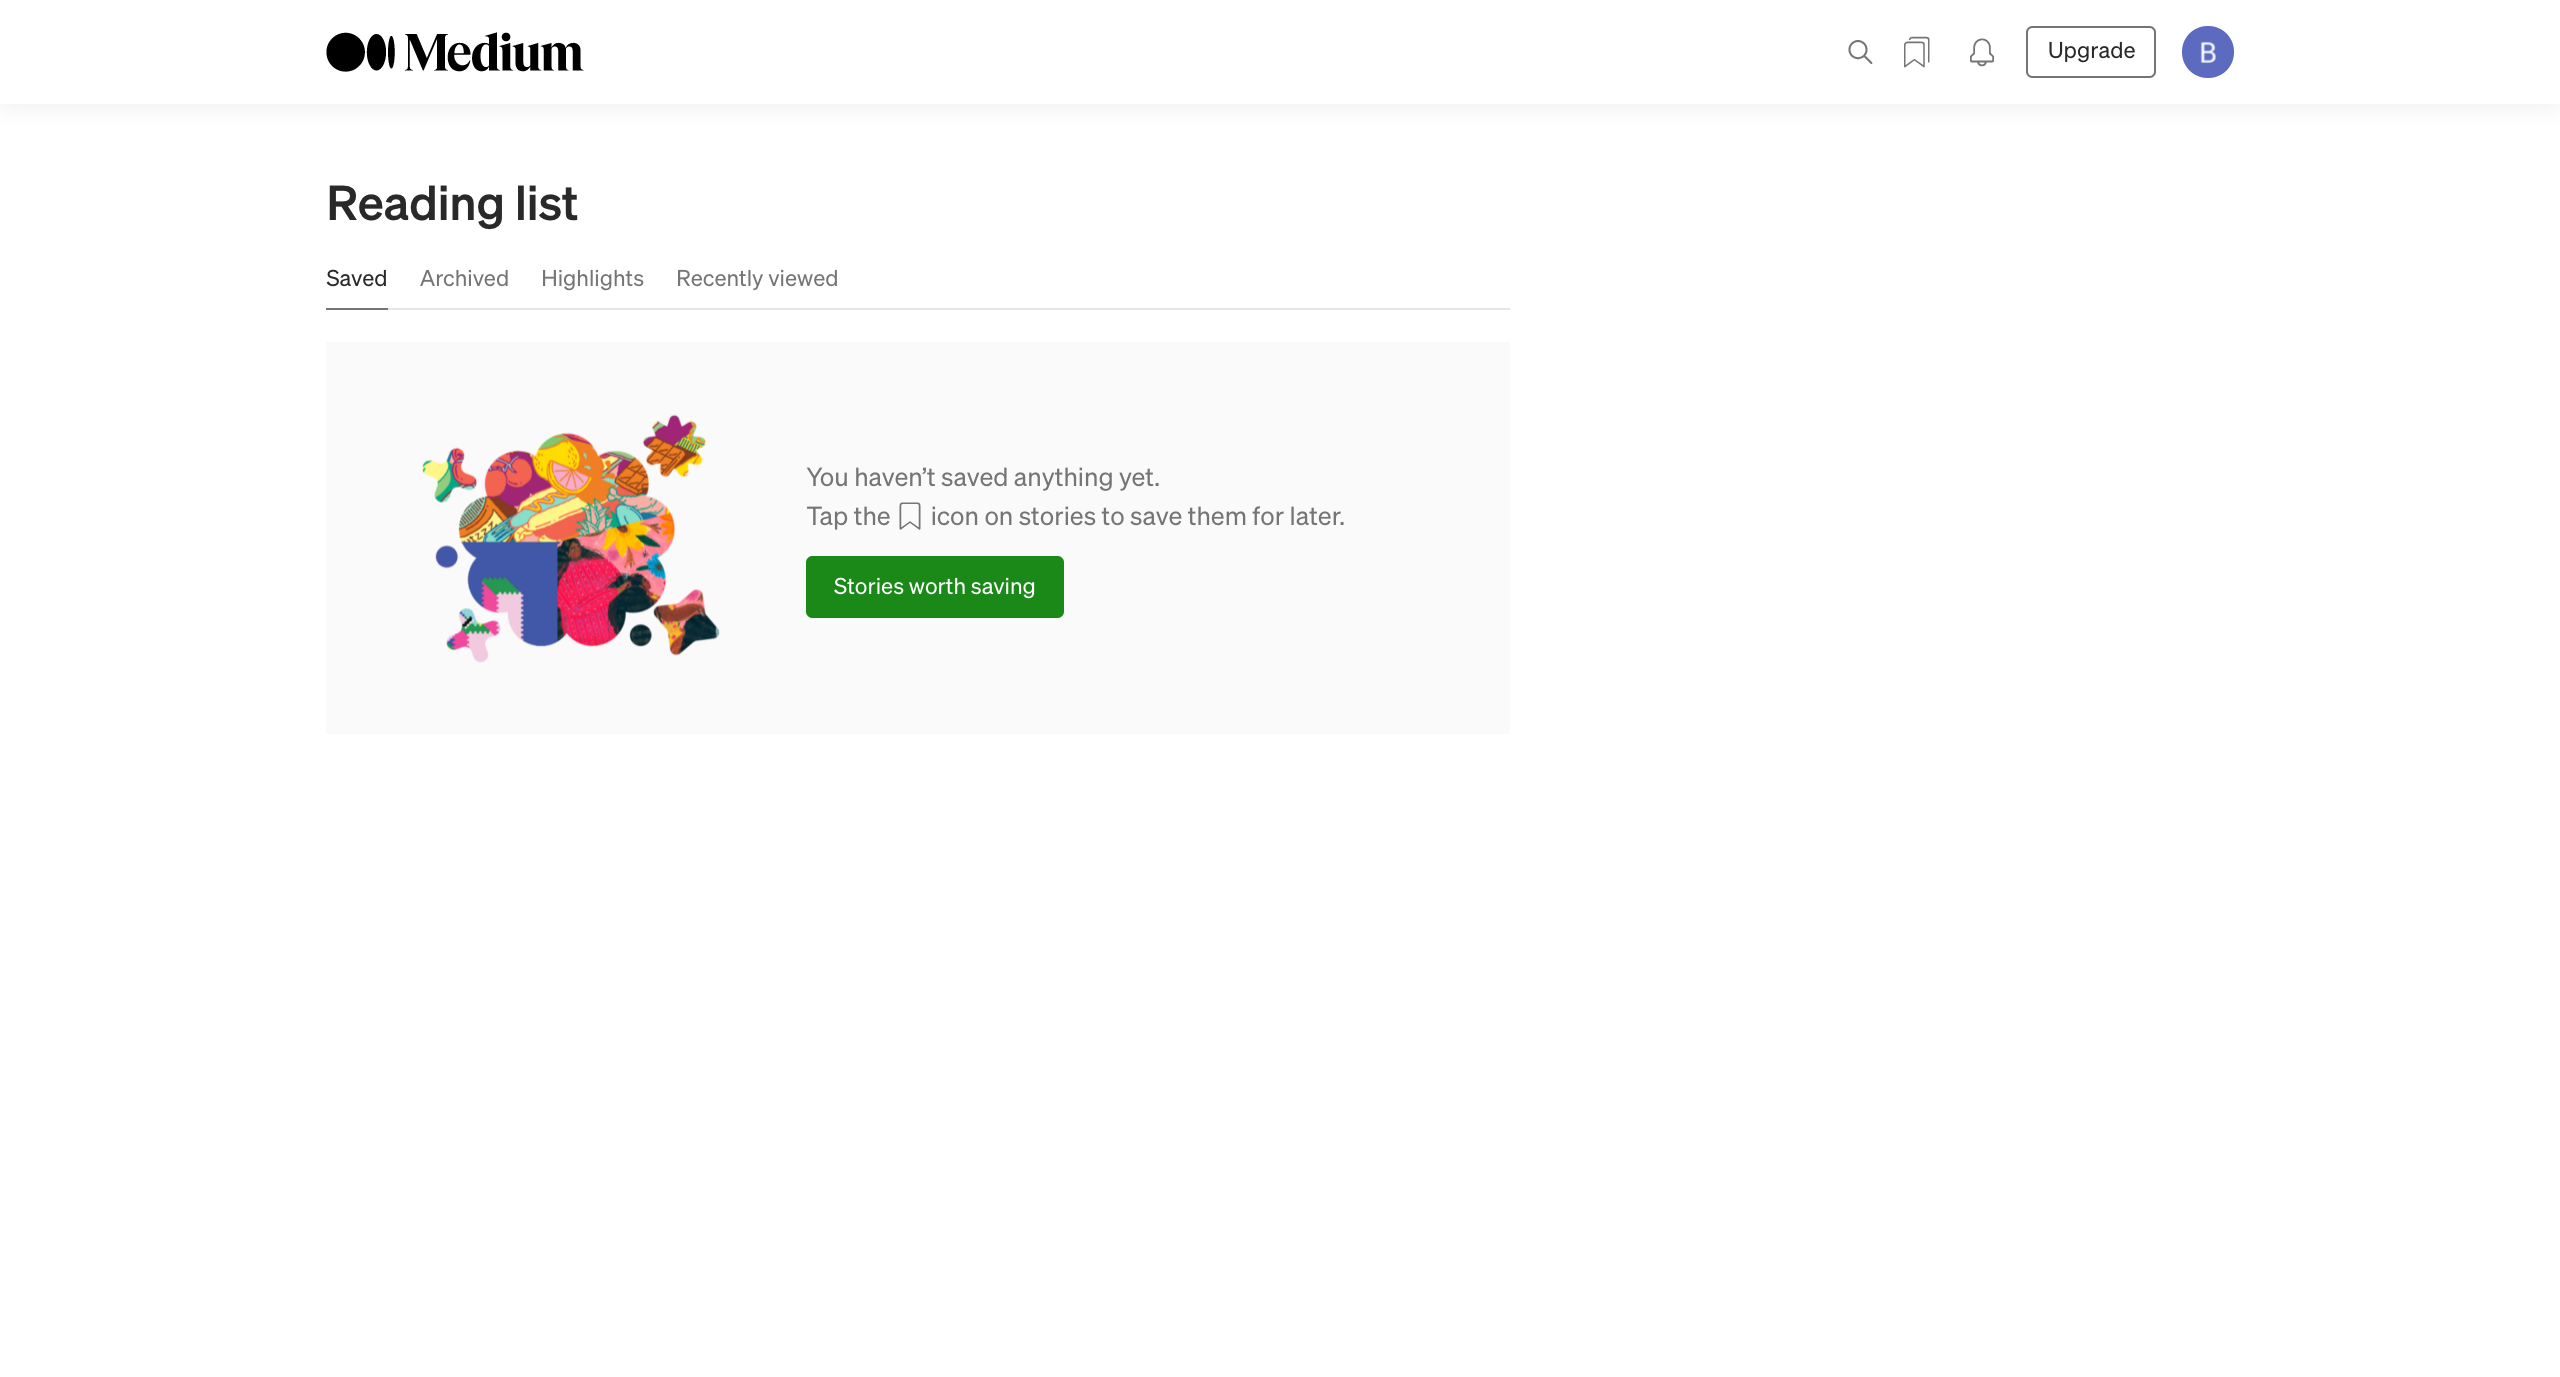 Medium
Upgrade
B
Reading list
Saved
Archived
Highlights
Recently viewed
You haven’t saved anything yet.
Tap the icon on stories to save them for later.
Stories worth saving